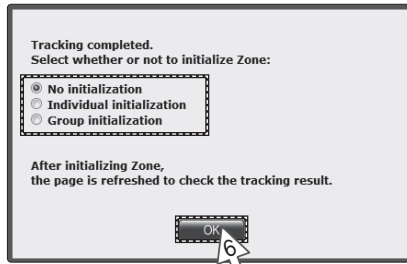 Tracking completed.
Select whether or not to initialize Zone:
No initialization
Individual initialization
Group initialization
After initializing Zone,
the page is refreshed to check the tracking result.
OK
6